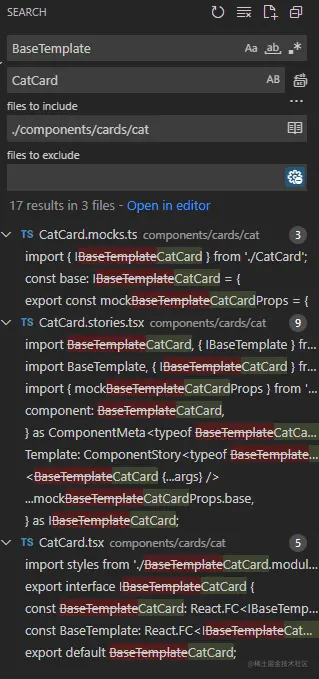 SEARCH
BaseTemplate Aa ab .*
CatCard AB
...
files to include
./components/cards/cat
files to exclude
17 results in 3 files - Open in editor
TS CatCard.mocks.ts components/cards/cat 3
import { IBaseTemplateCatCard } from './CatCard';
const base: IBaseTemplateCatCard = {
export const mockBaseTemplateCatCardProps = {
TS CatCard.stories.tsx components/cards/cat 9
import BaseTemplateCatCard, { IBaseTemplate } fr...
import BaseTemplate, { IBaseTemplateCatCard } fr...
import { mockBaseTemplateCatCardProps } from '...
component: BaseTemplateCatCard,
} as ComponentMeta<typeof BaseTemplateCatCa...
Template: ComponentStory<typeof BaseTemplate...
<BaseTemplateCatCard {...args} />
...mockBaseTemplateCatCardProps.base,
} as IBaseTemplateCatCard;
TS CatCard.tsx components/cards/cat 5
import styles from './BaseTemplateCatCard.modul...
export interface IBaseTemplateCatCard {
const BaseTemplateCatCard: React.FC<IBaseTemp...
const BaseTemplate: React.FC<IBaseTemplateCat...
export default BaseTemplateCatCard;
@稀土掘金技术社区